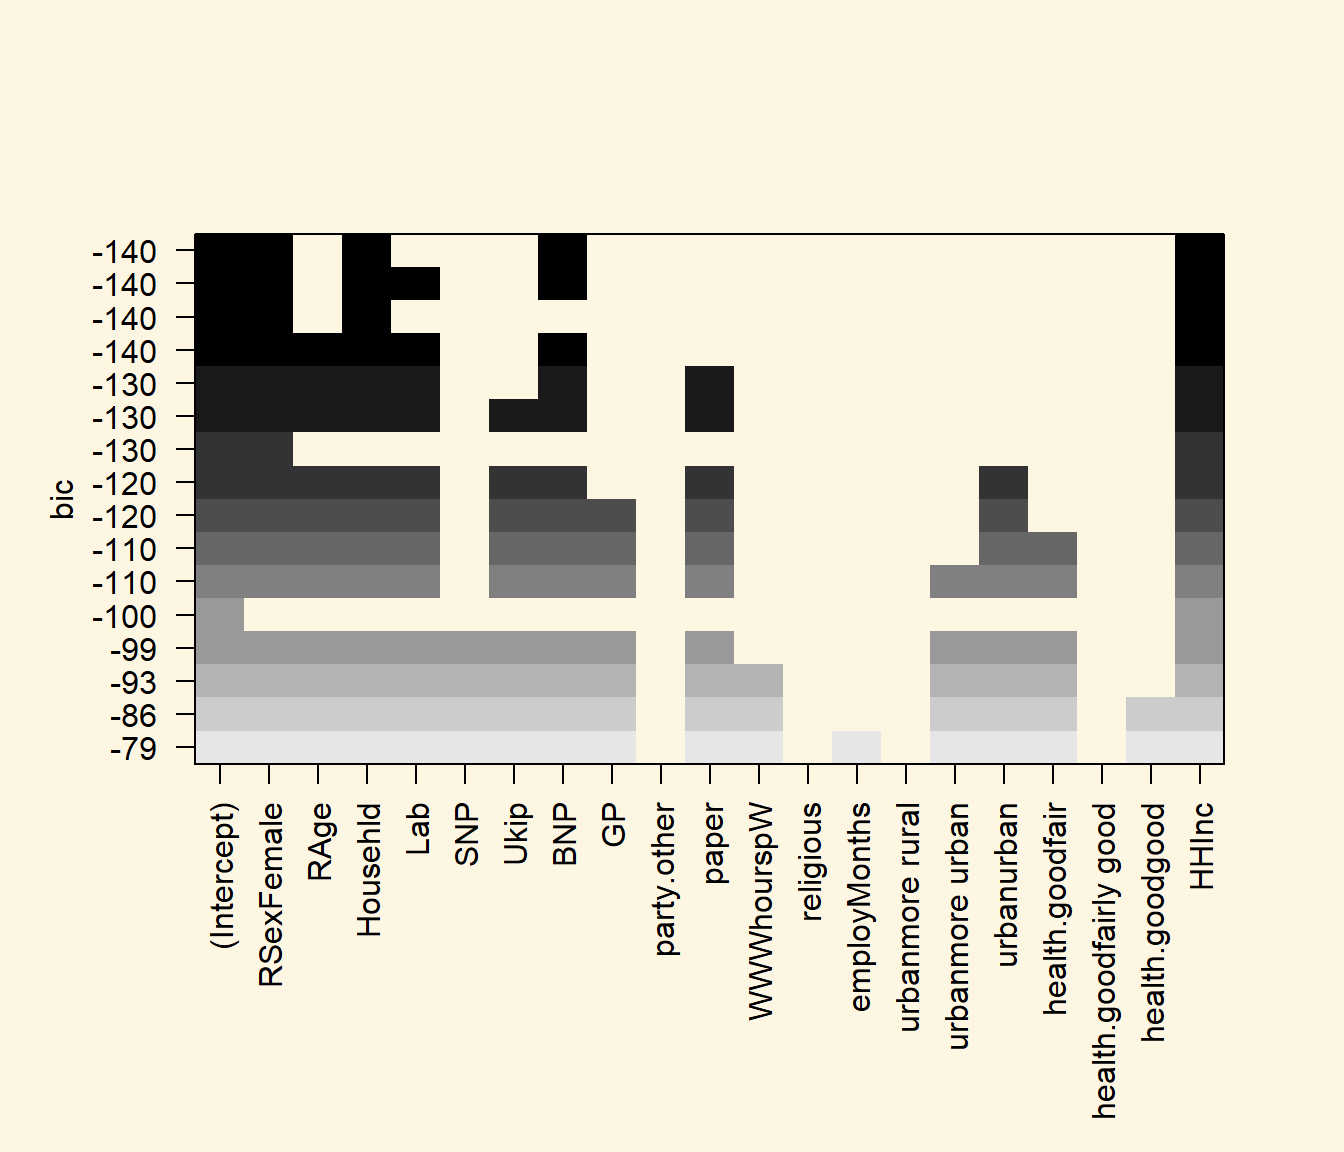 bic
-140
-140
-140
-140
-130
-130
-130
-120
-120
-110
-110
-100
-99
-93
-86
-79
(Intercept)
RSexFemale
RAge
Househld
Lab
SNP
Ukip
BNP
GP
party.other
paper
WWWhourspW
religious
employMonths
urbanmore rural
urbanmore urban
urbanurban
health.goodfair
health.goodfairly good
health.goodgood
HHInc